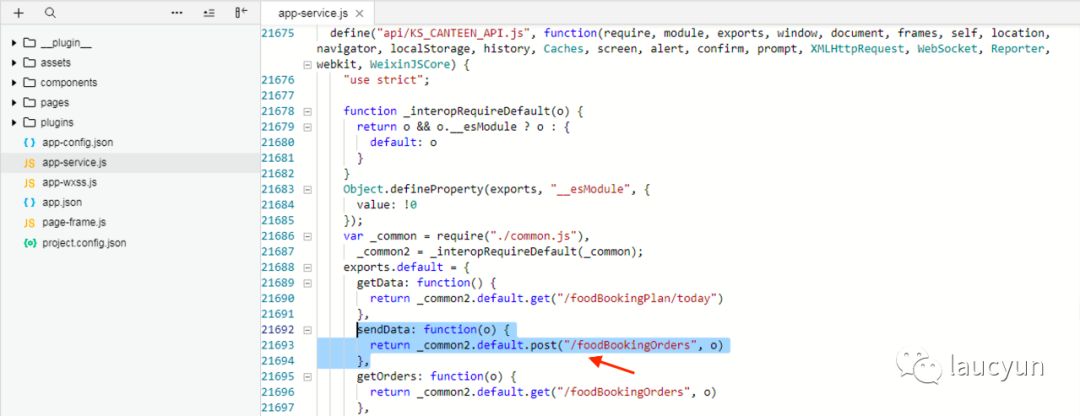 app-service.js
__plugin__
assets
components
pages
plugins
app-config.json
JS app-service.js
JS app-wxss.js
app.json
JS page-frame.js
project.config.json
21675 define("api/KS_CANTEEN_API.js", function(require, module, exports, window, document, frames, self, location,
navigator, localStorage, history, Caches, screen, alert, confirm, prompt, XMLHttpRequest, WebSocket, Reporter,
webkit, WeixinJSCore) {
21676 "use strict";
21677
21678 function _interopRequireDefault(o) {
21679 return o && o.__esModule ? o : {
21680 default: o
21681 }
21682 }
21683 Object.defineProperty(exports, "__esModule", {
21684 value: !0
21685 });
21686 var _common = require("./common.js"),
21687 _common2 = _interopRequireDefault(_common);
21688 exports.default = {
21689 getData: function() {
21690 return _common2.default.get("/foodBookingPlan/today")
21691 },
21692 sendData: function(o) {
21693 return _common2.default.post("/foodBookingOrders", o)
21694 },
21695 getOrders: function(o) {
21696 return _common2.default.get("/foodBookingOrders", o)
21697 },
laucyun